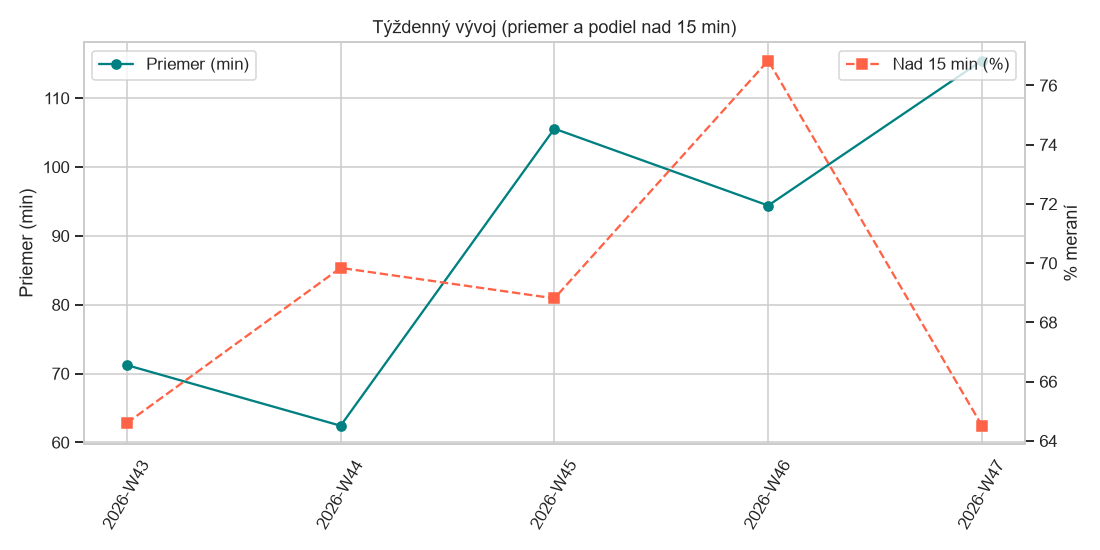 Týždenný vývoj (priemer a podiel nad 15 min)
Priemer (min)
Nad 15 min (%)
Priemer (min)
110
100
90
80
70
60
% meraní
76
74
72
70
68
66
64
2026-W43
2026-W44
2026-W45
2026-W46
2026-W47